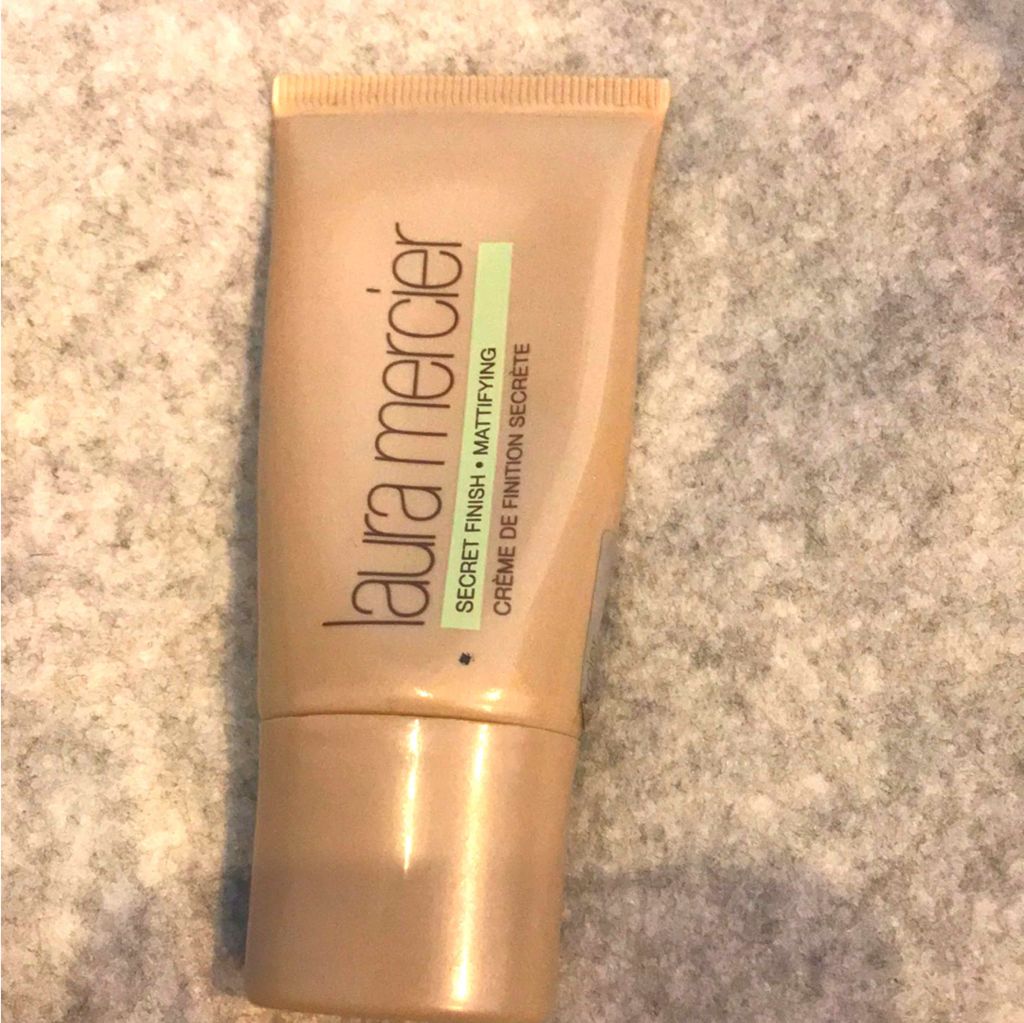 laura mercier
SECRET FINISH • MATTIFYING
CRÈME DE FINITION SECRÈTE